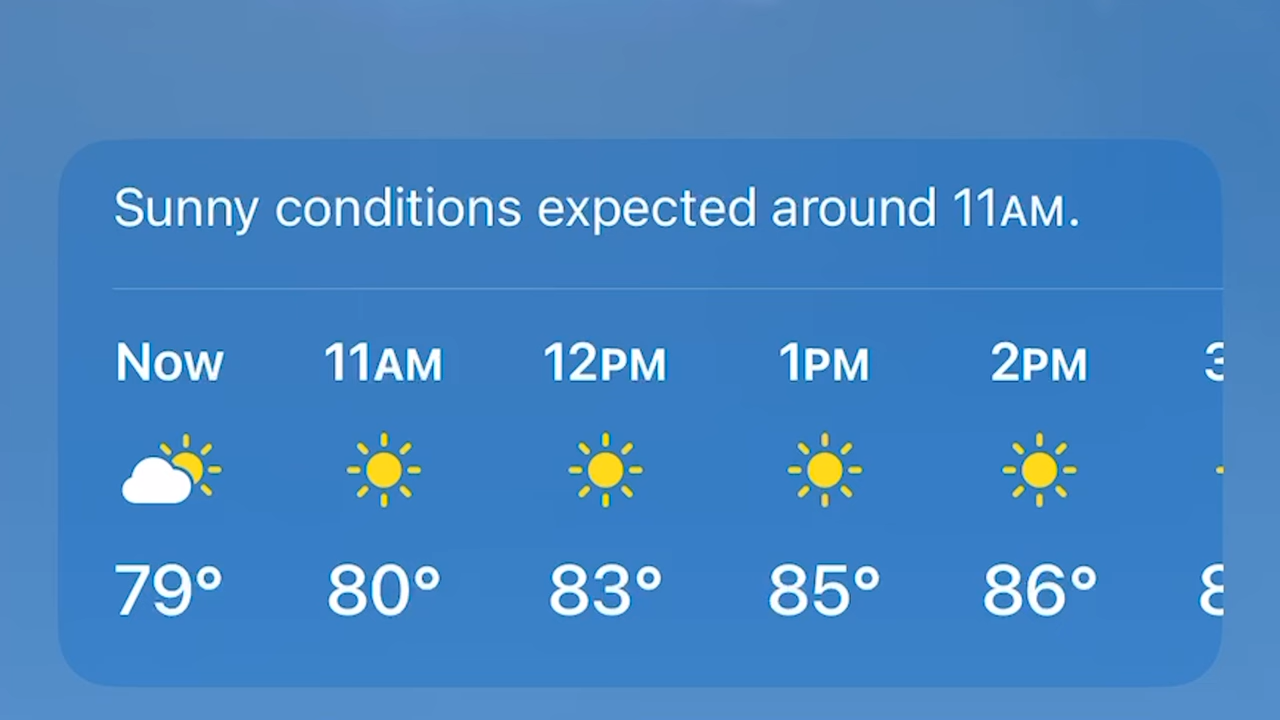 Sunny conditions expected around 11AM.
Now 11AM 12PM 1PM 2PM
79° 80° 83° 85° 86°